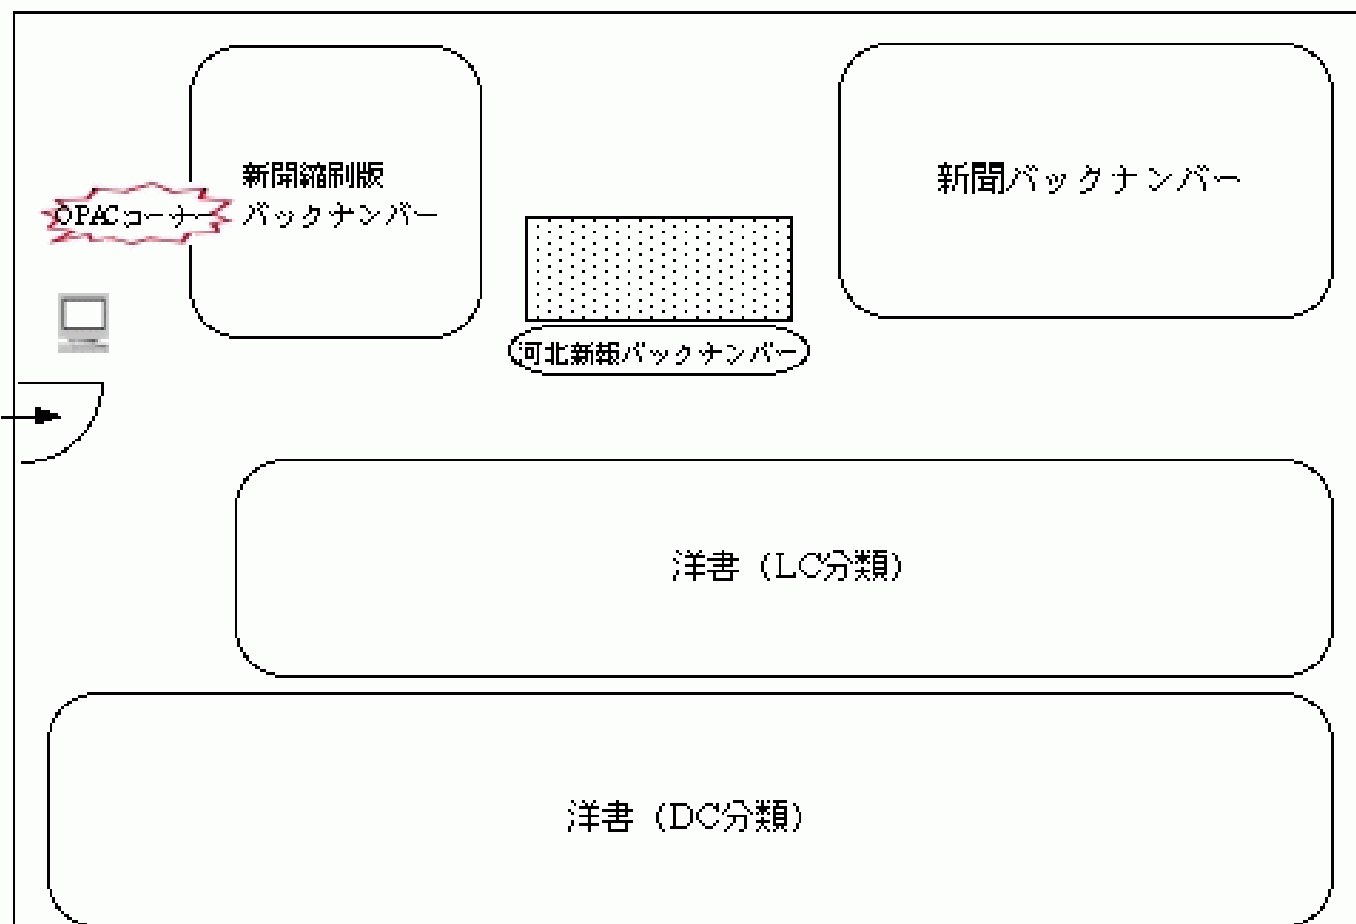 新聞縮刷版
バックナンバー
新聞バックナンバー
OPACコーナー
河北新報バックナンバー
洋書（LC分類）
洋書（DC分類）